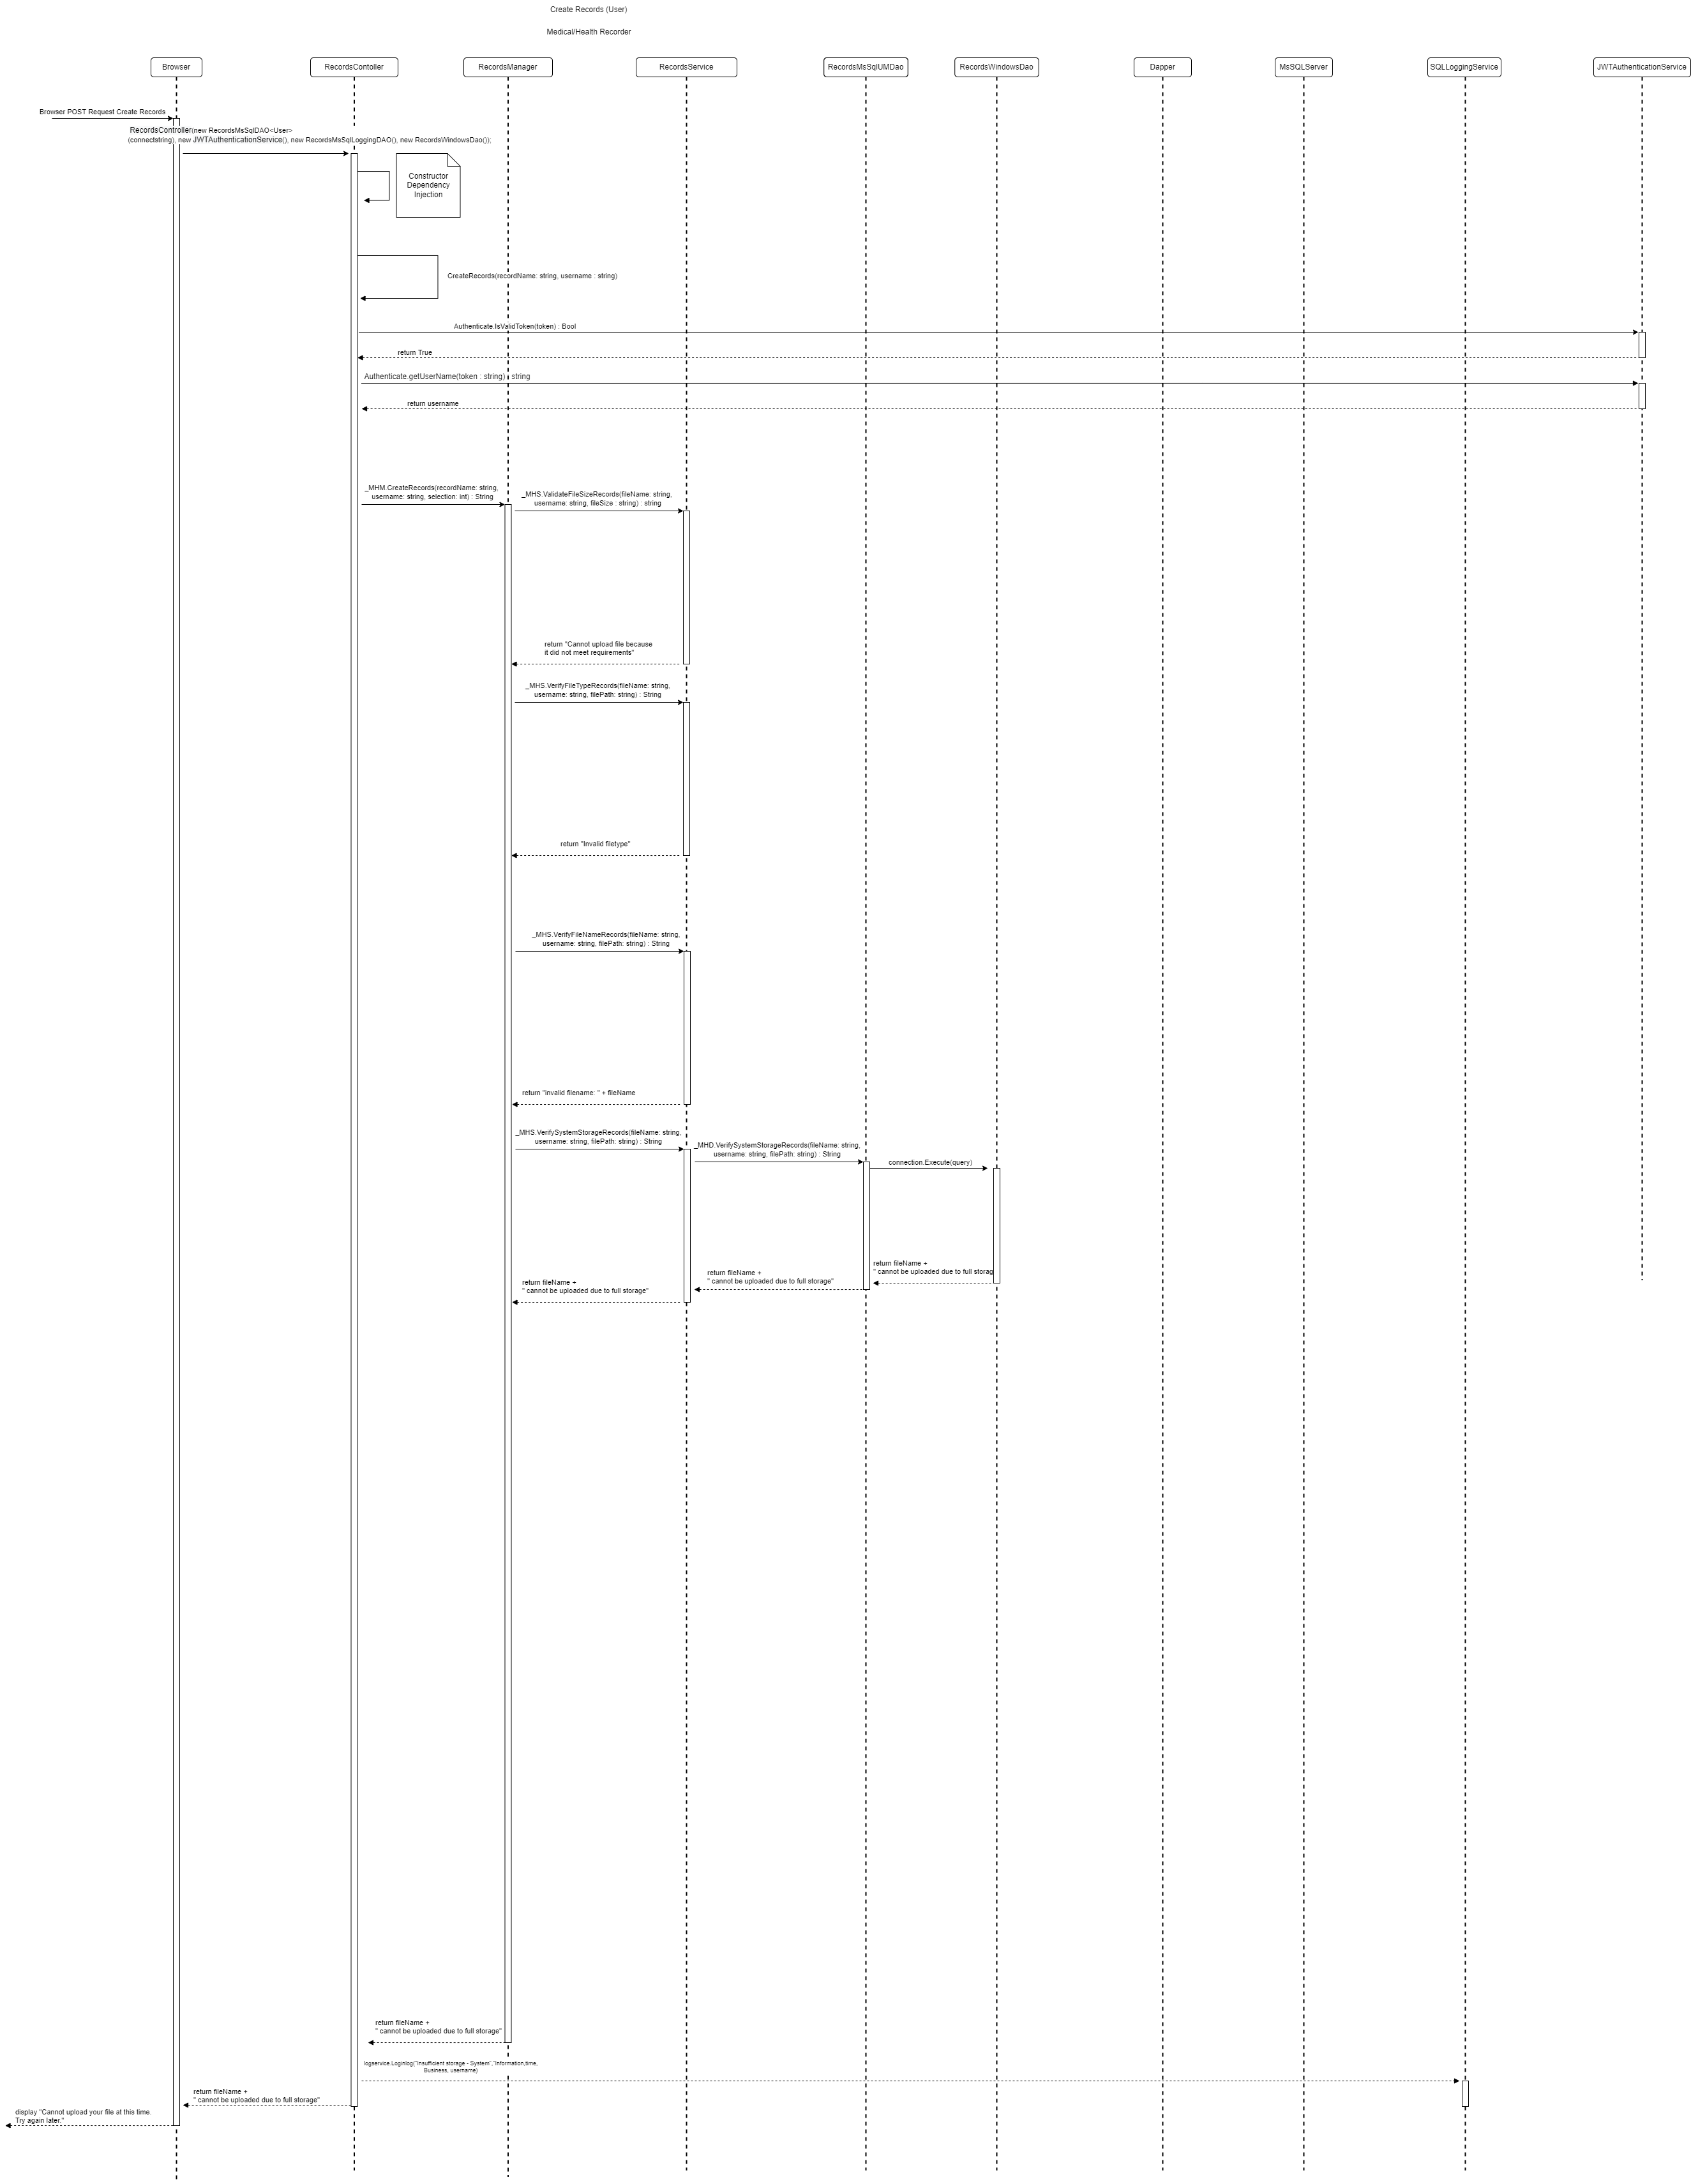 Create Records (User)
Medical/Health Recorder
Browser
RecordsContoller
RecordsManager
RecordsService
RecordsMsSqlUMDao
RecordsWindowsDao
Dapper
MsSQLServer
SQLLoggingService
JWTAuthenticationService
Browser POST Request Create Records
RecordsController(new RecordsMsSqlDAO<User>
(connectstring), new JWTAuthenticationService(), new RecordsMsSqlLoggingDAO(), new RecordsWindowsDao());
Constructor
Dependency
Injection
CreateRecords(recordName: string, username : string)
Authenticate.IsValidToken(token) : Bool
return True
Authenticate.getUserName(token : string) : string
return username
_MHM.CreateRecords(recordName: string,
username: string, selection: int) : String
_MHS.ValidateFileSizeRecords(fileName: string,
username: string, fileSize : string) : string
return "Cannot upload file because
it did not meet requirements"
_MHS.VerifyFileTypeRecords(fileName: string,
username: string, filePath: string) : String
return "Invalid filetype"
_MHS.VerifyFileNameRecords(fileName: string,
username: string, filePath: string) : String
return "invalid filename: " + fileName
_MHS.VerifySystemStorageRecords(fileName: string,
username: string, filePath: string) : String
_MHD.VerifySystemStorageRecords(fileName: string,
username: string, filePath: string) : String
connection.Execute(query)
return fileName +
" cannot be uploaded due to full storag
return fileName +
" cannot be uploaded due to full storage"
return fileName +
" cannot be uploaded due to full storage"
return fileName +
" cannot be uploaded due to full storage"
logservice.Loginlog("Insufficient storage - System","Information,time,
Business, username)
return fileName +
" cannot be uploaded due to full storage"
display "Cannot upload your file at this time.
Try again later."